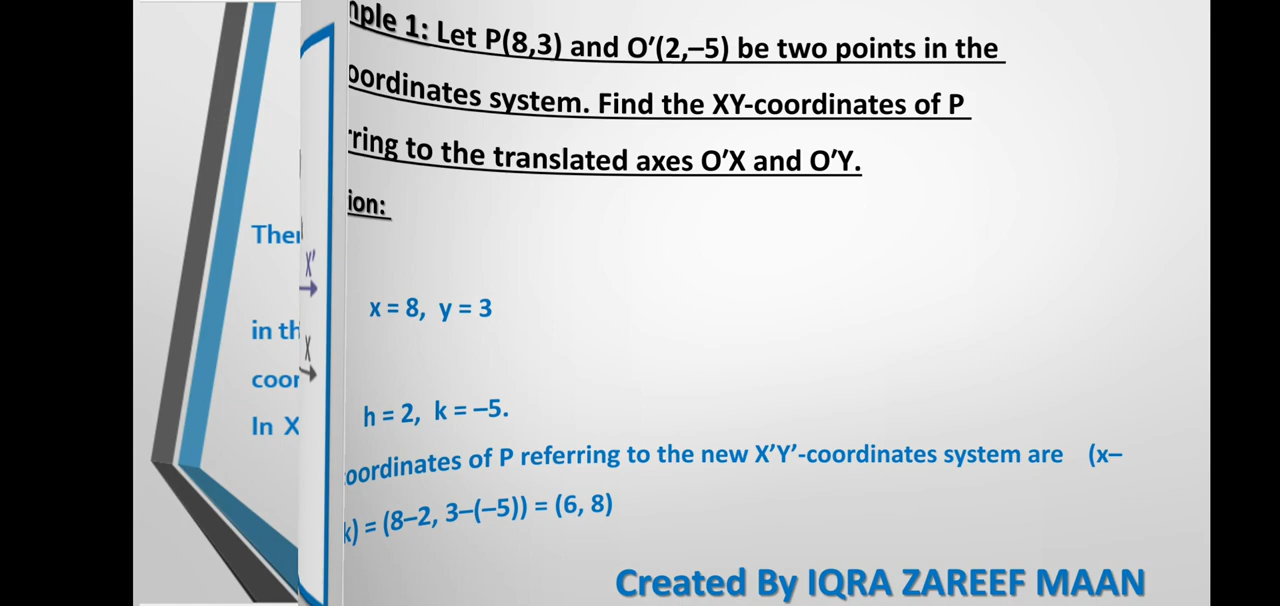 nple 1: Let P(8,3) and O′(2,–5) be two points in the
oordinates system. Find the XY-coordinates of P
ring to the translated axes O′X and O′Y.
ion:
Ther
X'
x = 8, y = 3
in th
X
coor
h = 2, k = –5.
In X
oordinates of P referring to the new X’Y’-coordinates system are (x–
k) = (8–2, 3–(–5)) = (6, 8)
Created By IQRA ZAREEF MAAN